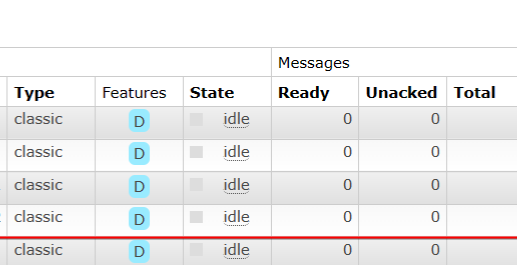 Messages
Type Features State Ready Unacked Total
classic D idle 0 0
classic D idle 0 0
classic D idle 0 0
classic D idle 0 0
classic D idle 0 0